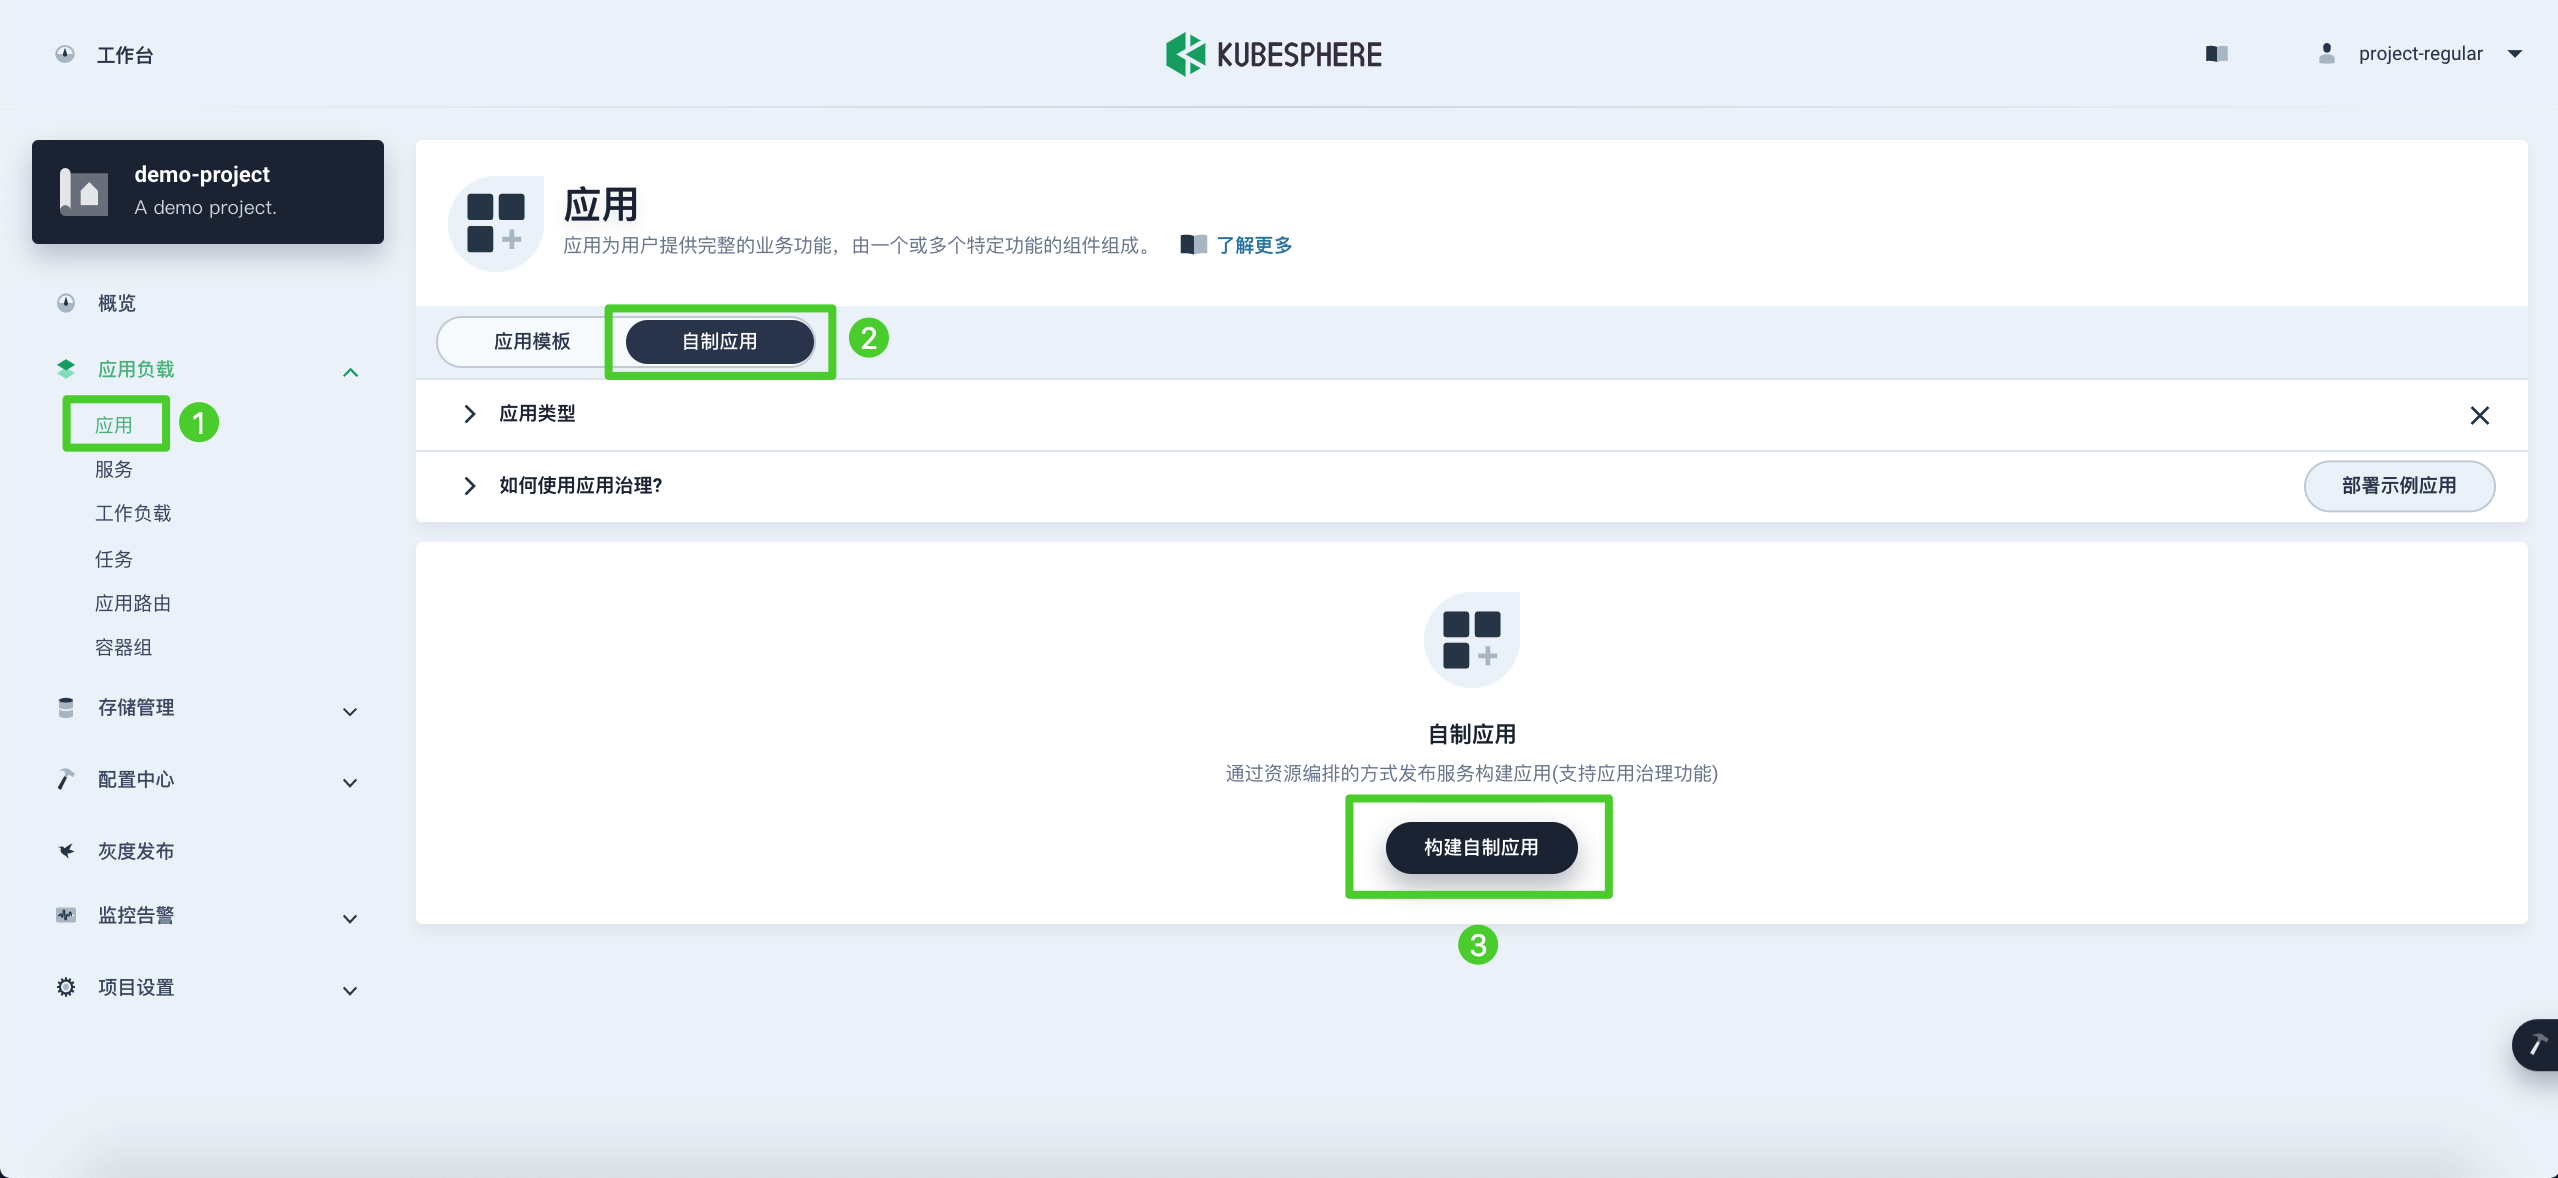 工作台
KUBESPHERE
project-regular
demo-project
A demo project.
概览
应用负载
应用
1
服务
工作负载
任务
应用路由
容器组
存储管理
配置中心
灰度发布
监控告警
项目设置
应用
应用为用户提供完整的业务功能，由一个或多个特定功能的组件组成。 了解更多
应用模板 自制应用 2
应用类型
如何使用应用治理? 部署示例应用
自制应用
通过资源编排的方式发布服务构建应用(支持应用治理功能)
构建自制应用
3